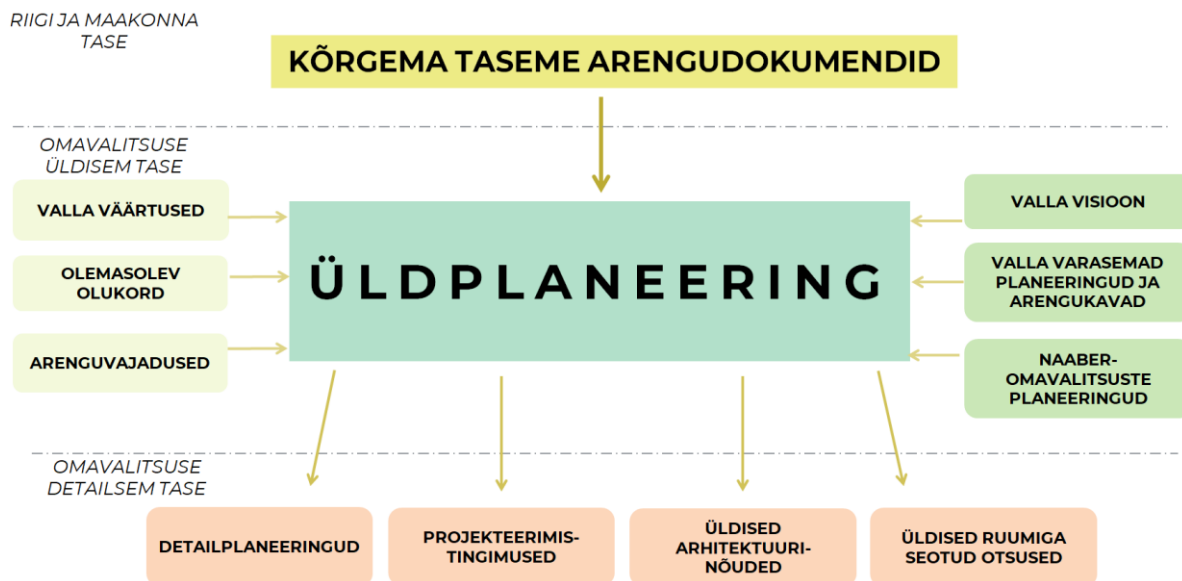 RIIGI JA MAAKONNA
TASE
KÕRGEMA TASEME ARENGUDOKUMENDID
OMAVALITSUSE
ÜLDISEM TASE
VALLA VÄÄRTUSED
OLEMASOLEV
OLUKORD
ARENGUVAJADUSED
ÜLDPLANEERING
VALLA VISIOON
VALLA VARASEMAD
PLANEERINGUD JA
ARENGUKAVAD
NAABER-
OMAVALITSUSTE
PLANEERINGUD
OMAVALITSUSE
DETAILSEM TASE
DETAILPLANEERINGUD
PROJEKTEERIMIS-
TINGIMUSED
ÜLDISED
ARHITEKTUURI-
NÕUDED
ÜLDISED RUUMIGA
SEOTUD OTSUSED